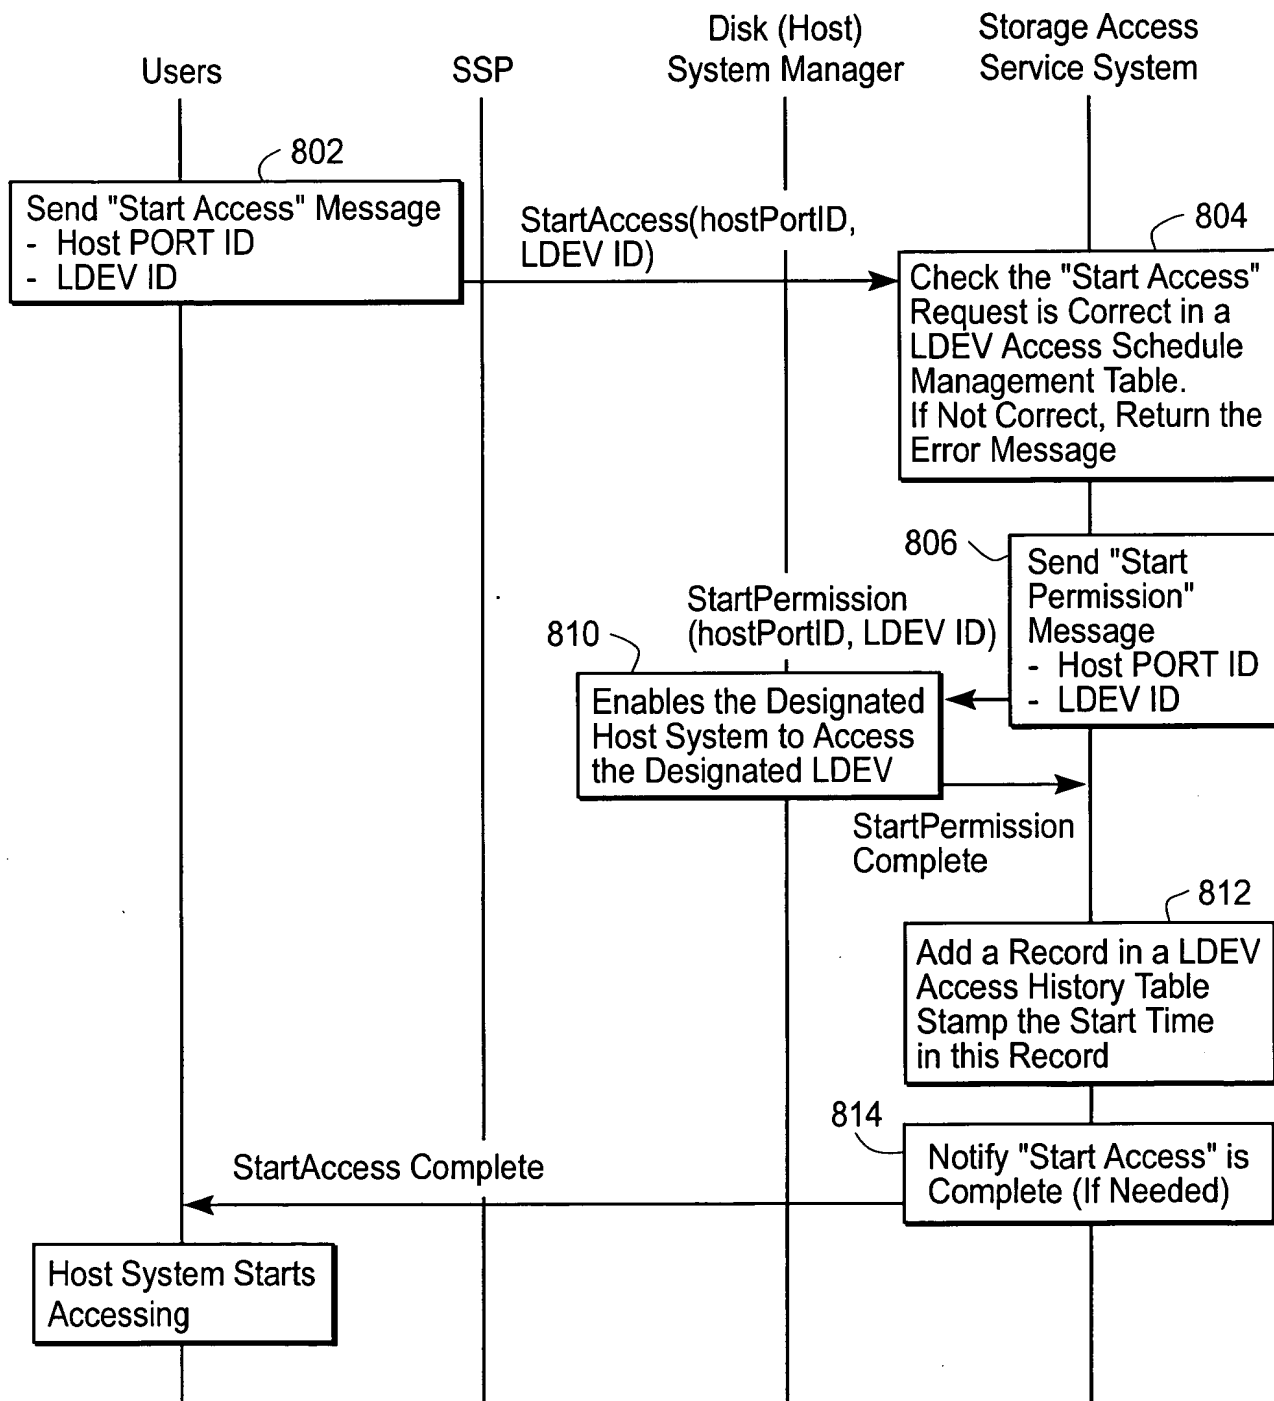 Users
SSP
Disk (Host)
System Manager
Storage Access
Service System
802
Send "Start Access" Message
- Host PORT ID
- LDEV ID
StartAccess(hostPortID,
LDEV ID)
804
Check the "Start Access"
Request is Correct in a
LDEV Access Schedule
Management Table.
If Not Correct, Return the
Error Message
806
Send "Start
Permission"
Message
- Host PORT ID
- LDEV ID
StartPermission
(hostPortID, LDEV ID)
810
Enables the Designated
Host System to Access
the Designated LDEV
StartPermission
Complete
812
Add a Record in a LDEV
Access History Table
Stamp the Start Time
in this Record
814
Notify "Start Access" is
Complete (If Needed)
StartAccess Complete
Host System Starts
Accessing